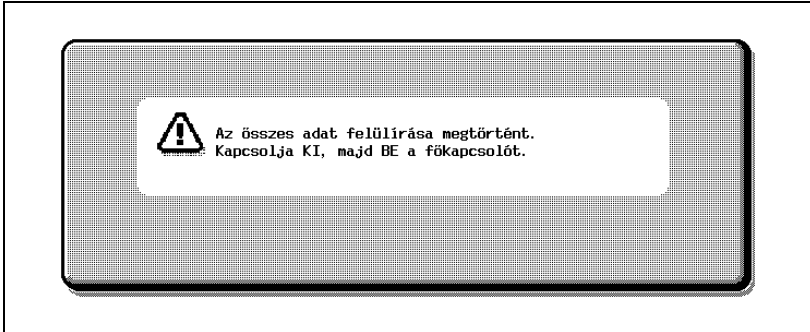 Az összes adat felülírása megtörtént.
Kapcsolja KI, majd BE a főkapcsolót.